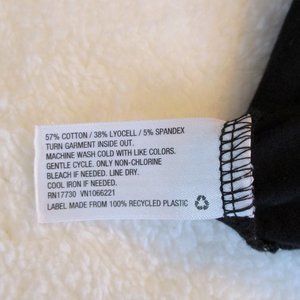 57% COTTON / 38% LYOCELL / 5% SPANDEX
TURN GARMENT INSIDE OUT.
MACHINE WASH COLD WITH LIKE COLORS.
GENTLE CYCLE. ONLY NON-CHLORINE
BLEACH IF NEEDED. LINE DRY.
COOL IRON IF NEEDED.
RN17730 VN1066221
LABEL MADE FROM 100% RECYCLED PLASTIC